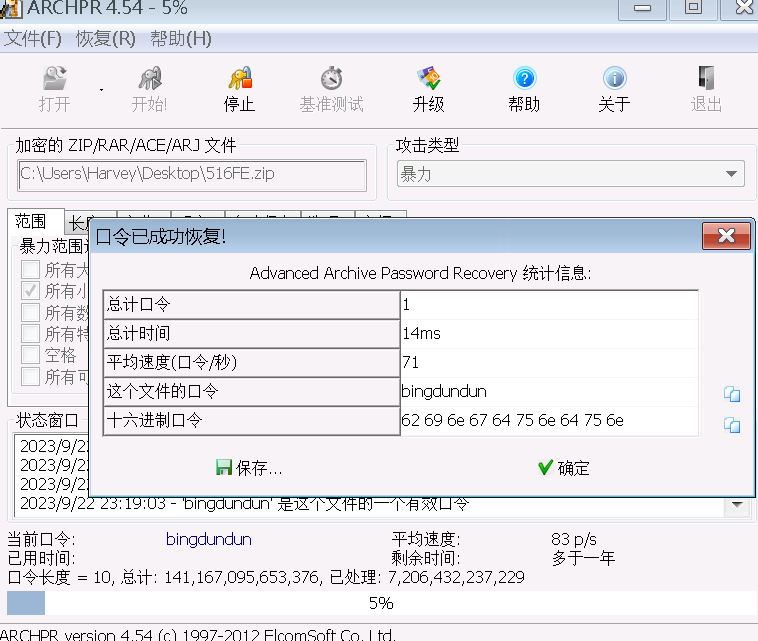 ARCHPR 4.54 - 5%
文件(F) 恢复(R) 帮助(H)
打开 开始! 停止 基准测试 升级 帮助 关于 退出
加密的 ZIP/RAR/ACE/ARJ 文件 攻击类型
C:\Users\Harvey\Desktop\516FE.zip 暴力
范围
口令已成功恢复!
暴力范围
Advanced Archive Password Recovery 统计信息:
所有
所有小
所有数
所有特
空格
所有可
总计口令 1
总计时间 14ms
平均速度(口令/秒) 71
这个文件的口令 bingdundun
十六进制口令 62 69 6e 67 64 75 6e 64 75 6e
保存... 确定
状态窗口
2023/9/22
2023/9/22
2023/9/22
2023/9/22 23:19:03 - 'bingdundun' 是这个文件的一个有效口令
当前口令: bingdundun 平均速度: 83 p/s
已用时间: 剩余时间: 多于一年
口令长度 = 10, 总计: 141,167,095,653,376, 已处理: 7,206,432,237,229
5%
ARCHPR version 4.54 (c) 1997-2012 ElcomSoft Co. Ltd.